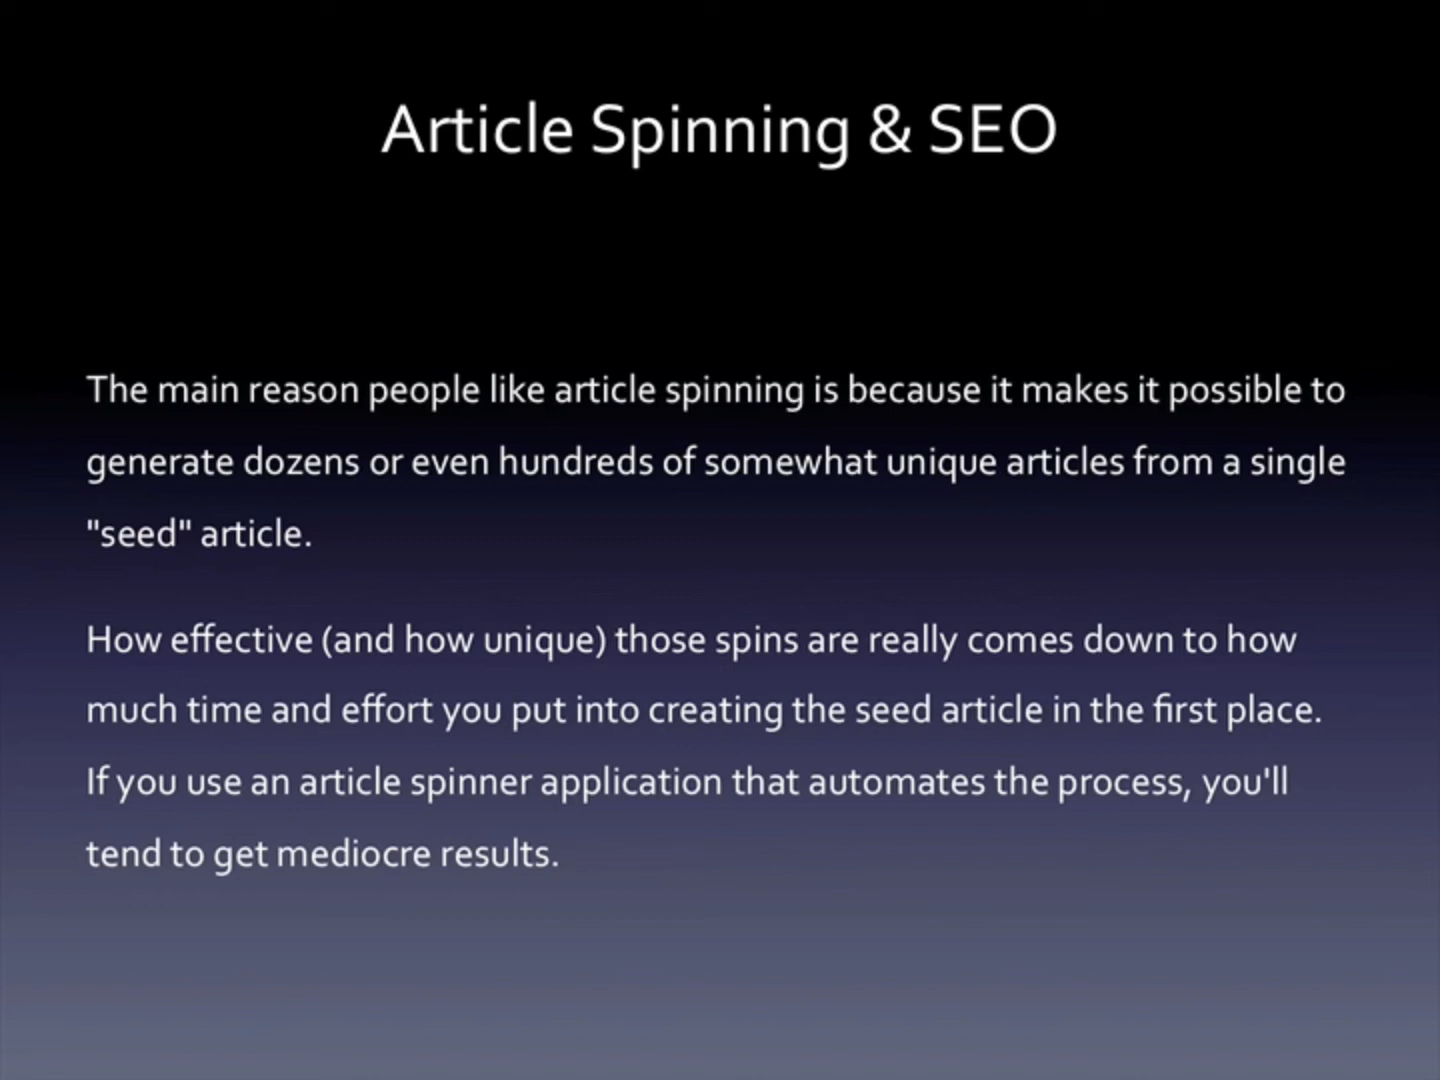 Article Spinning & SEO
The main reason people like article spinning is because it makes it possible to
generate dozens or even hundreds of somewhat unique articles from a single
"seed" article.
How effective (and how unique) those spins are really comes down to how
much time and effort you put into creating the seed article in the first place.
If you use an article spinner application that automates the process, you'll
tend to get mediocre results.